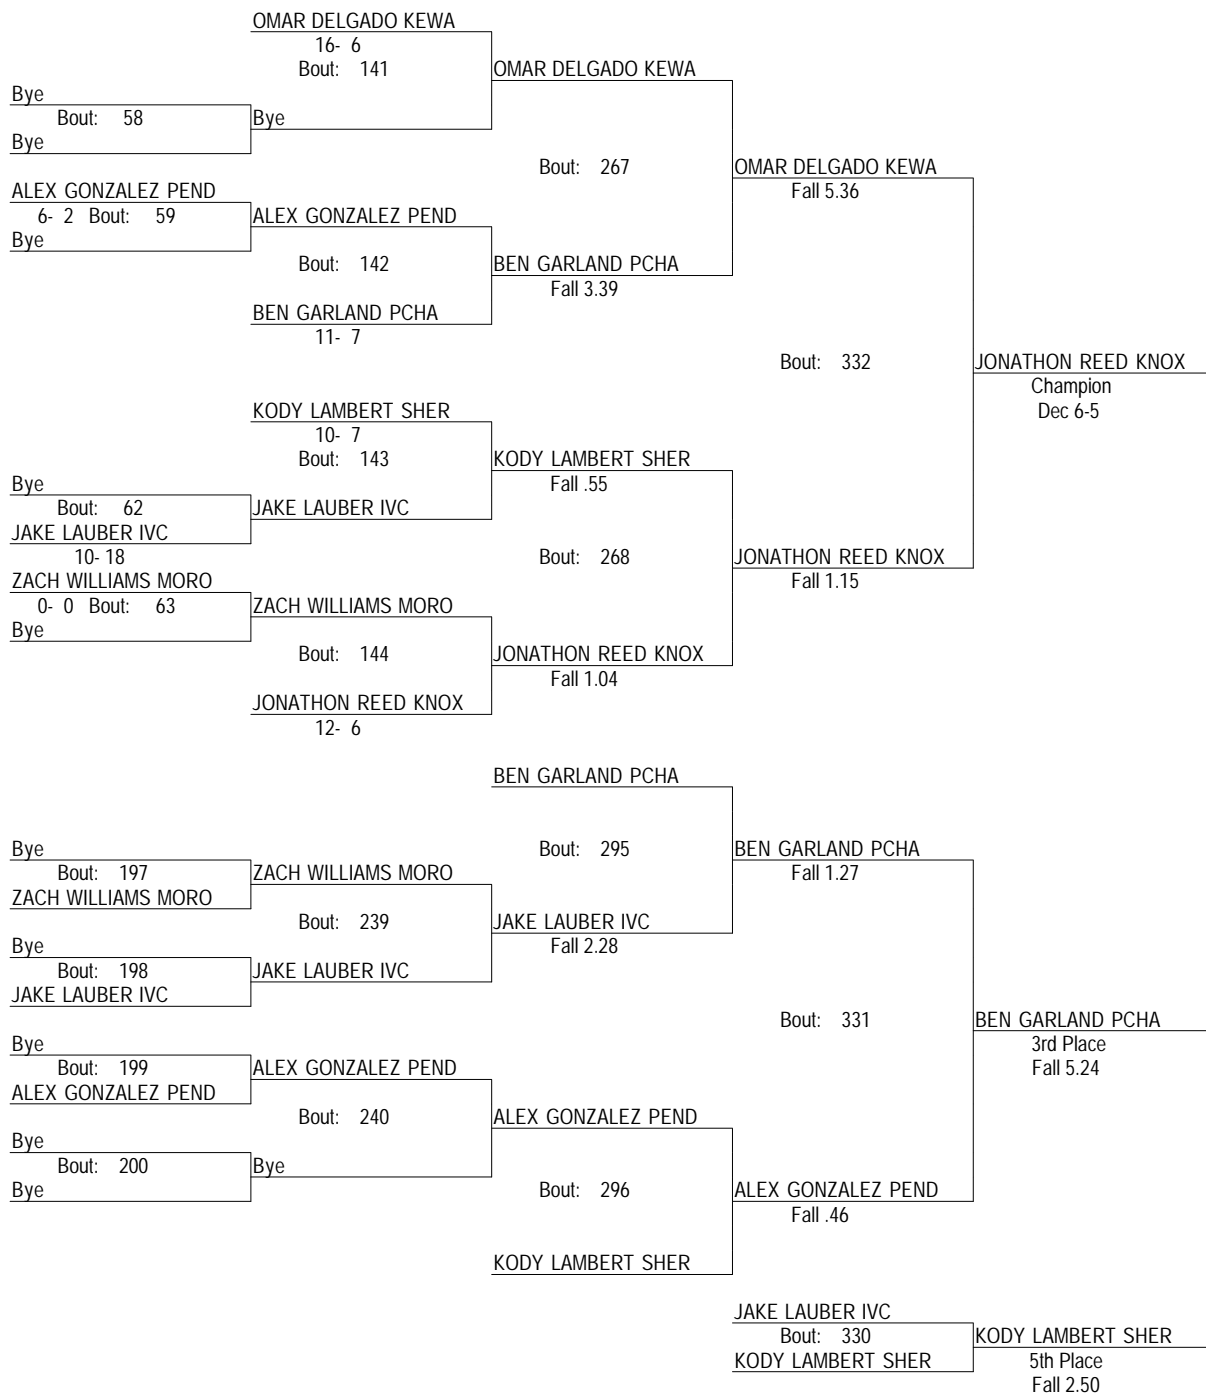 OMAR DELGADO KEWA
16- 6
Bout: 141
OMAR DELGADO KEWA
Bye
Bout: 58
Bye
Bye
Bout: 267
OMAR DELGADO KEWA
Fall 5.36
ALEX GONZALEZ PEND
6- 2 Bout: 59
ALEX GONZALEZ PEND
Bye
Bout: 142
BEN GARLAND PCHA
Fall 3.39
BEN GARLAND PCHA
11- 7
Bout: 332
JONATHON REED KNOX
Champion
Dec 6-5
KODY LAMBERT SHER
10- 7
Bout: 143
KODY LAMBERT SHER
Fall .55
Bye
Bout: 62
JAKE LAUBER IVC
JAKE LAUBER IVC
10- 18
Bout: 268
JONATHON REED KNOX
Fall 1.15
ZACH WILLIAMS MORO
0- 0 Bout: 63
ZACH WILLIAMS MORO
Bye
Bout: 144
JONATHON REED KNOX
Fall 1.04
JONATHON REED KNOX
12- 6
BEN GARLAND PCHA
Bout: 295
BEN GARLAND PCHA
Fall 1.27
Bye
Bout: 197
ZACH WILLIAMS MORO
ZACH WILLIAMS MORO
Bout: 239
JAKE LAUBER IVC
Fall 2.28
Bye
Bout: 198
JAKE LAUBER IVC
JAKE LAUBER IVC
Bout: 331
BEN GARLAND PCHA
3rd Place
Fall 5.24
Bye
Bout: 199
ALEX GONZALEZ PEND
ALEX GONZALEZ PEND
Bout: 240
ALEX GONZALEZ PEND
Bye
Bout: 200
Bye
Bye
Bout: 296
ALEX GONZALEZ PEND
Fall .46
KODY LAMBERT SHER
JAKE LAUBER IVC
Bout: 330
KODY LAMBERT SHER
KODY LAMBERT SHER
5th Place
Fall 2.50